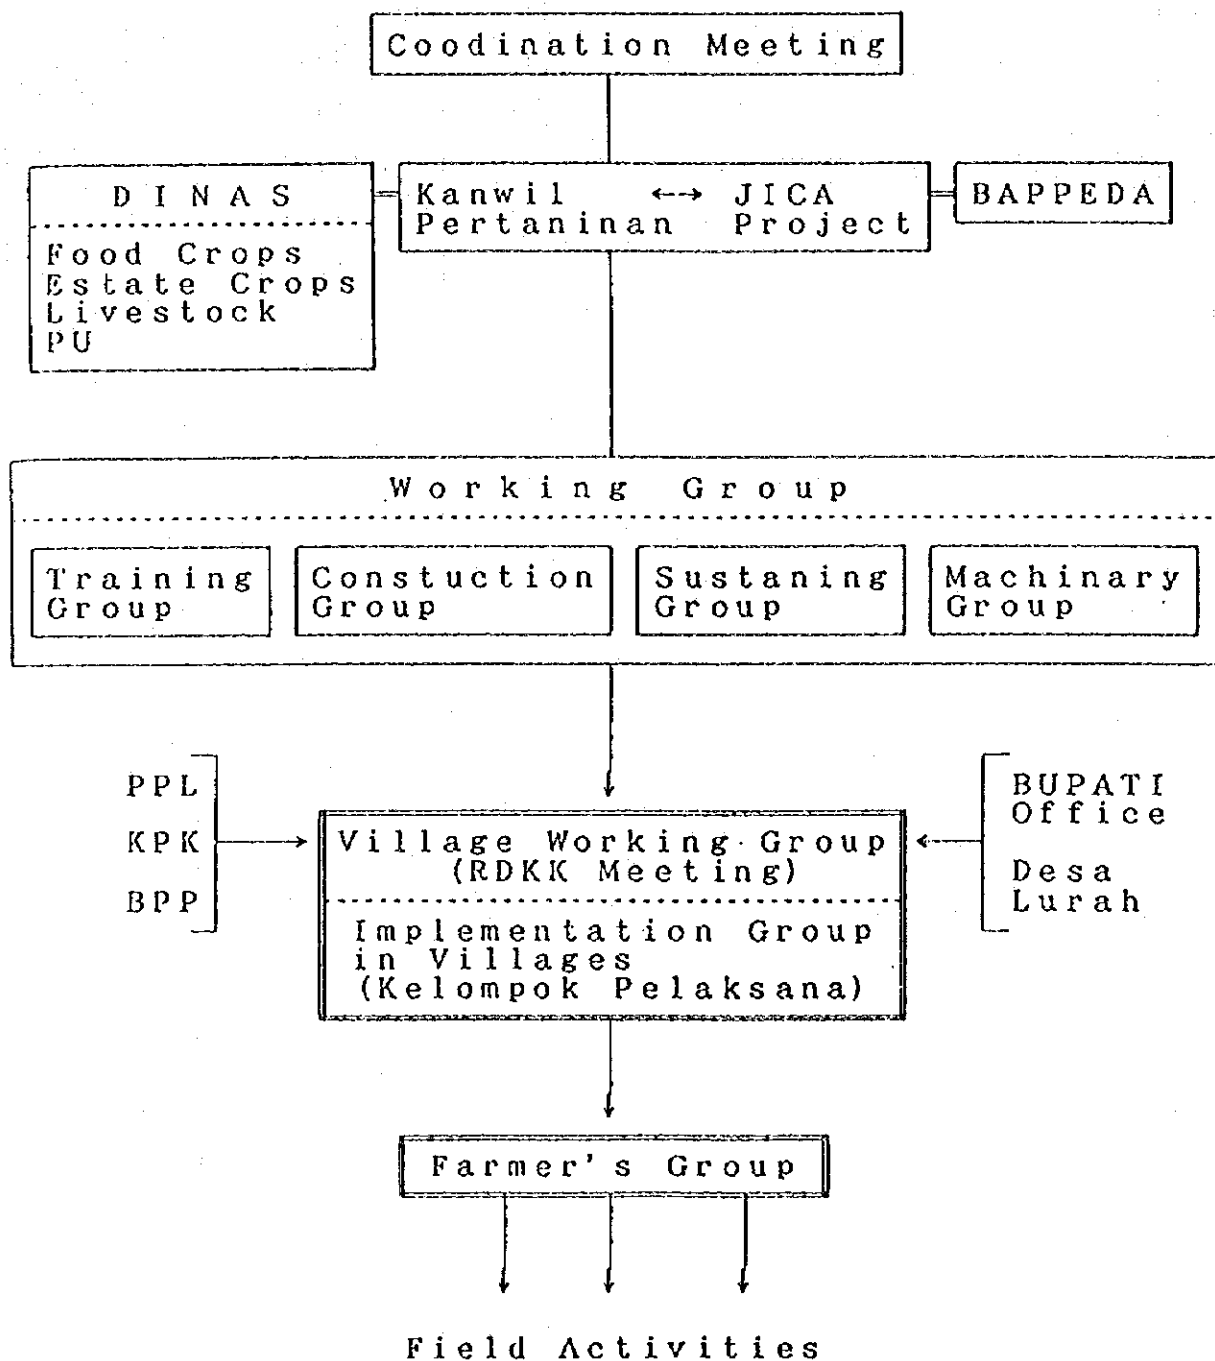 Coodination Meeting
DINAS
Food Crops
Estate Crops
Livestock
PU
Kanwil ←→ JICA
Pertaninan Project
BAPPEDA
Working Group
Training
Group
Constuction
Group
Sustaning
Group
Machinary
Group
PPL
KPK
BPP
Village Working Group
(RDKK Meeting)
Implementation Group
in Villages
(Kelompok Pelaksana)
BUPATI
Office
Desa
Lurah
Farmer's Group
Field Activities